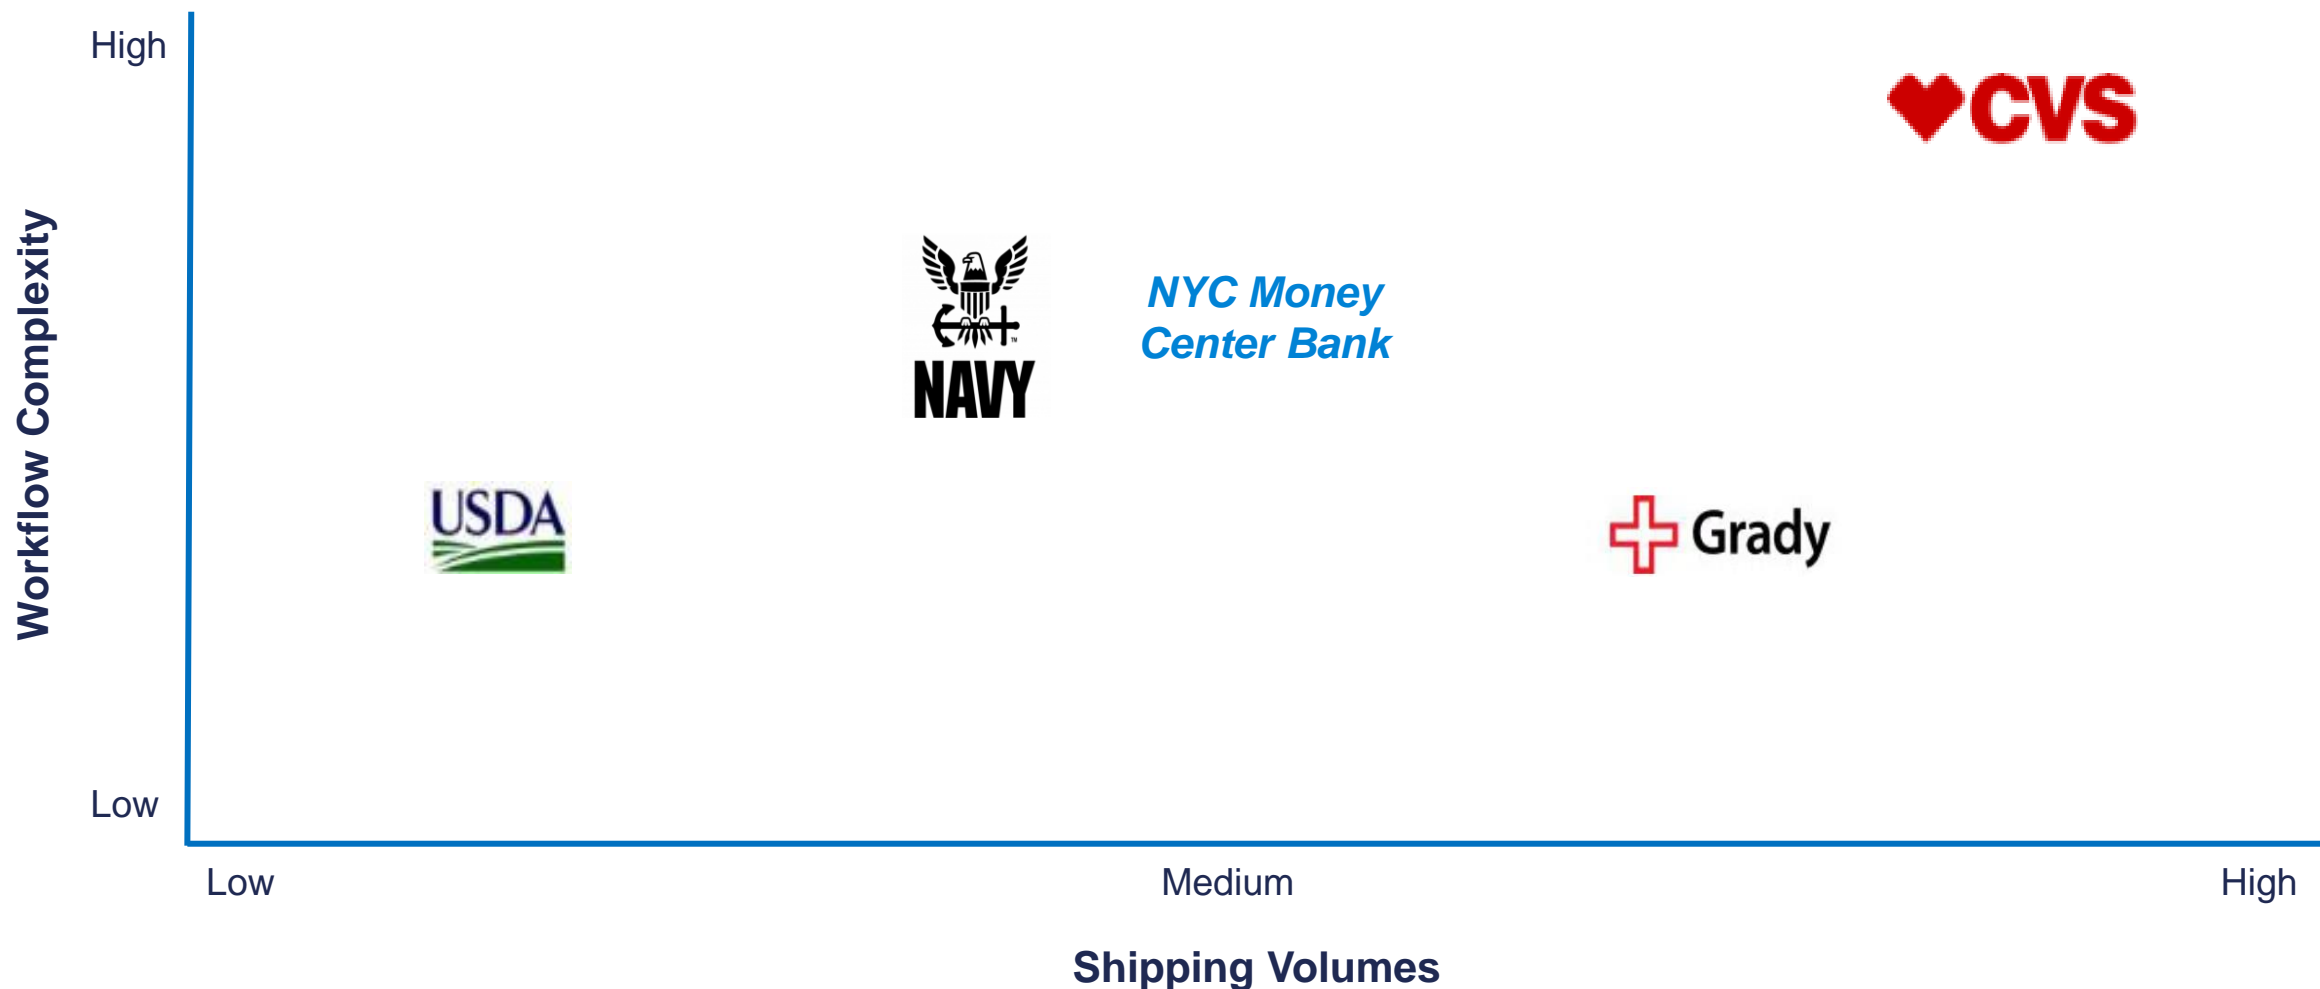 High
CVS
NYC Money
Center Bank
NAVY
Workflow Complexity
USDA
Grady
Low
Low
Medium
High
Shipping Volumes